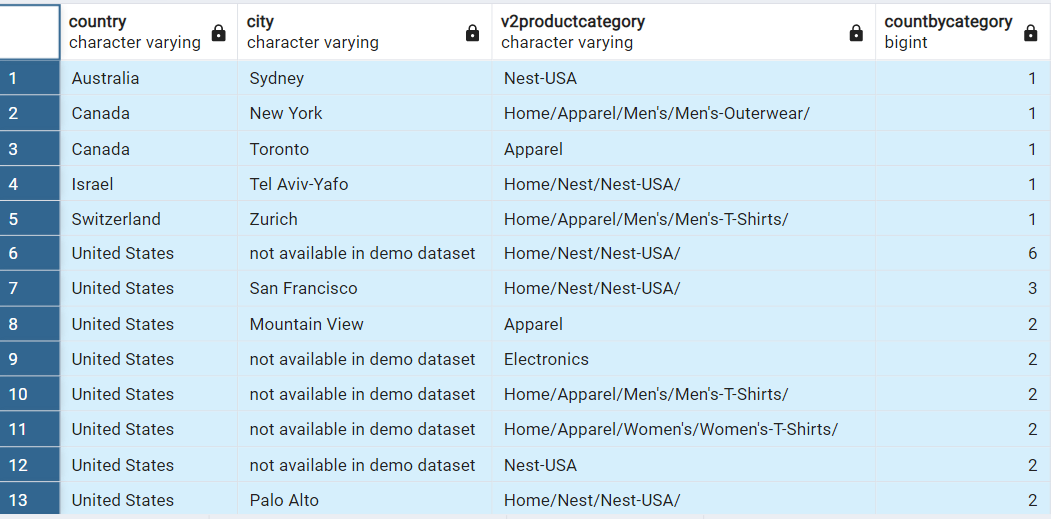 country city v2productcategory countbycategory
character varying character varying character varying bigint
1 Australia Sydney Nest-USA 1
2 Canada New York Home/Apparel/Men's/Men's-Outerwear/ 1
3 Canada Toronto Apparel 1
4 Israel Tel Aviv-Yafo Home/Nest/Nest-USA/ 1
5 Switzerland Zurich Home/Apparel/Men's/Men's-T-Shirts/ 1
6 United States not available in demo dataset Home/Nest/Nest-USA/ 6
7 United States San Francisco Home/Nest/Nest-USA/ 3
8 United States Mountain View Apparel 2
9 United States not available in demo dataset Electronics 2
10 United States not available in demo dataset Home/Apparel/Men's/Men's-T-Shirts/ 2
11 United States not available in demo dataset Home/Apparel/Women's/Women's-T-Shirts/ 2
12 United States not available in demo dataset Nest-USA 2
13 United States Palo Alto Home/Nest/Nest-USA/ 2